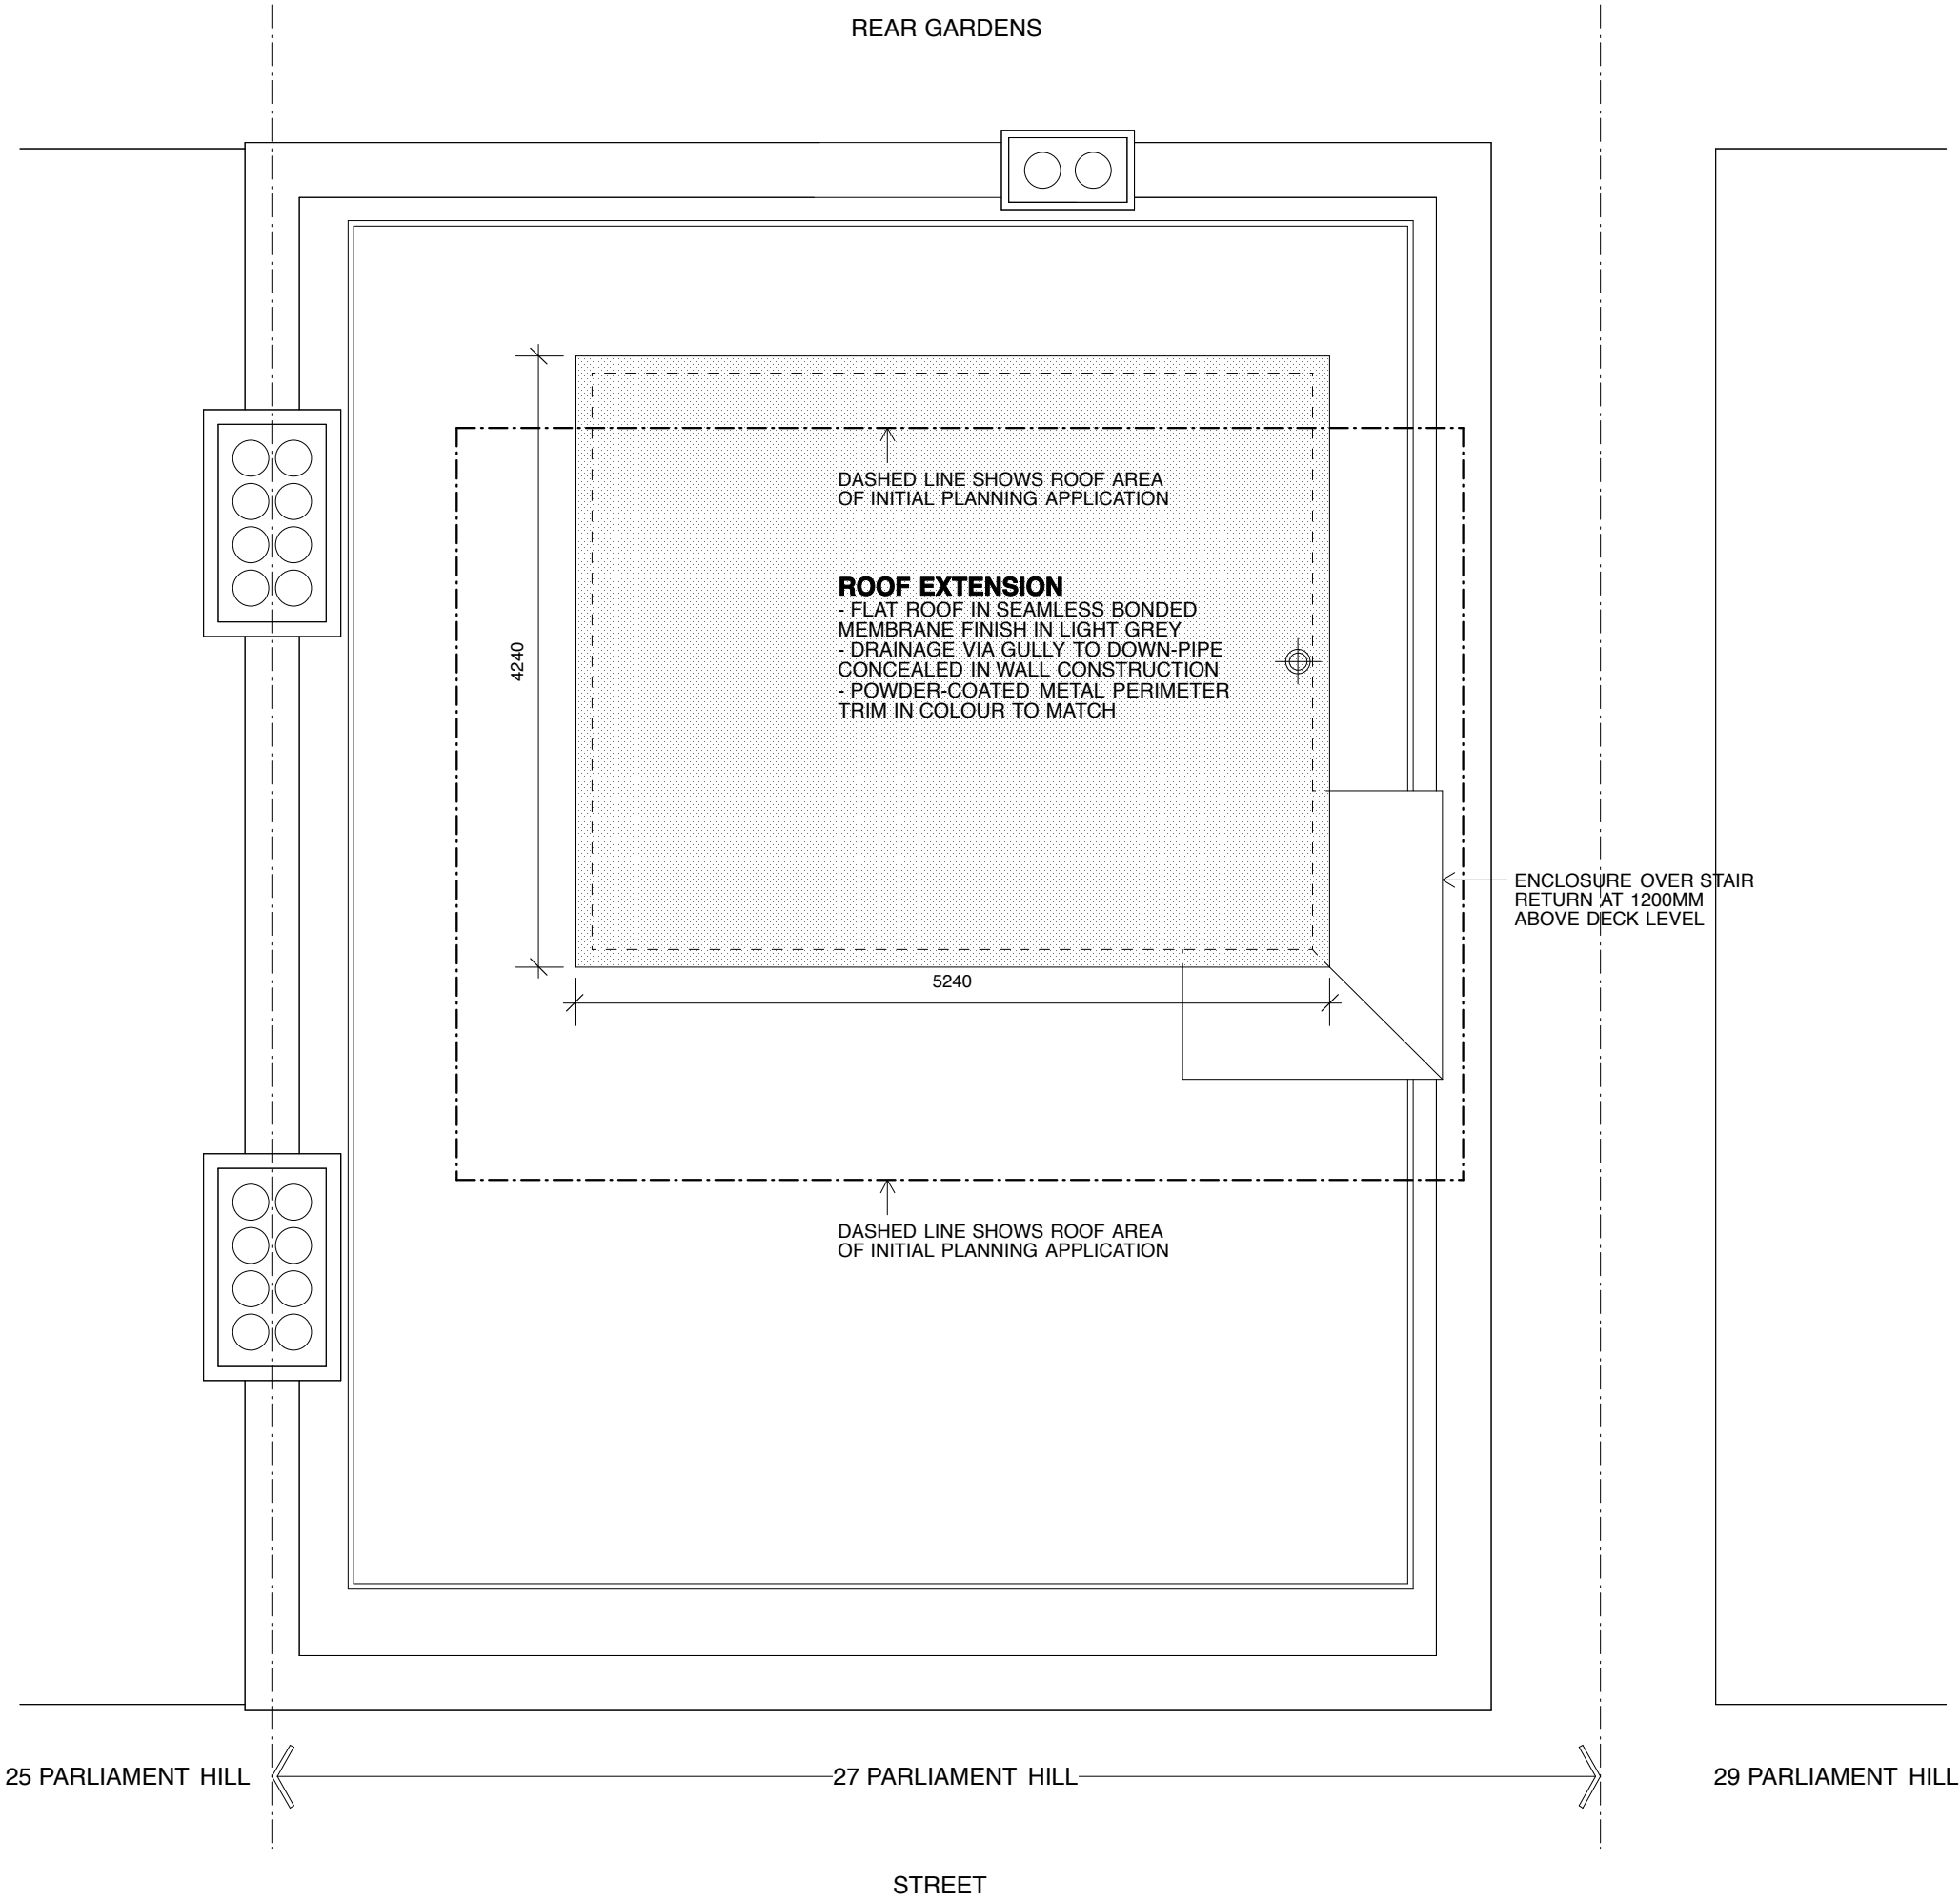 REAR GARDENS
DASHED LINE SHOWS ROOF AREA
OF INITIAL PLANNING APPLICATION
ROOF EXTENSION
- FLAT ROOF IN SEAMLESS BONDED
MEMBRANE FINISH IN LIGHT GREY
- DRAINAGE VIA GULLY TO DOWN-PIPE
CONCEALED IN WALL CONSTRUCTION
- POWDER-COATED METAL PERIMETER
TRIM IN COLOUR TO MATCH
4240
ENCLOSURE OVER STAIR
RETURN AT 1200MM
ABOVE DECK LEVEL
5240
DASHED LINE SHOWS ROOF AREA
OF INITIAL PLANNING APPLICATION
25 PARLIAMENT HILL
27 PARLIAMENT HILL
29 PARLIAMENT HILL
STREET